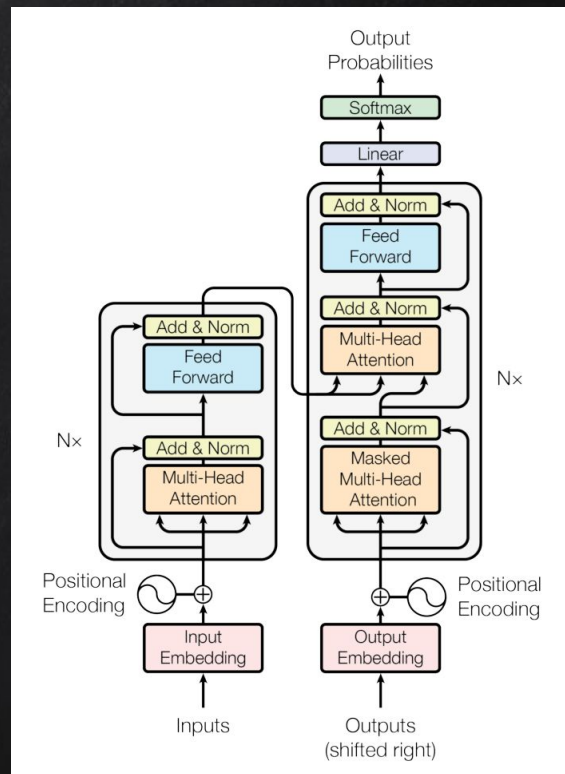 Output
Probabilities
Softmax
Linear
Add & Norm
Feed
Forward
Add & Norm
Multi-Head
Attention
Add & Norm
Masked
Multi-Head
Attention
Nx
Add & Norm
Feed
Forward
Add & Norm
Multi-Head
Attention
Nx
Positional
Encoding
Positional
Encoding
Input
Embedding
Output
Embedding
Inputs
Outputs
(shifted right)